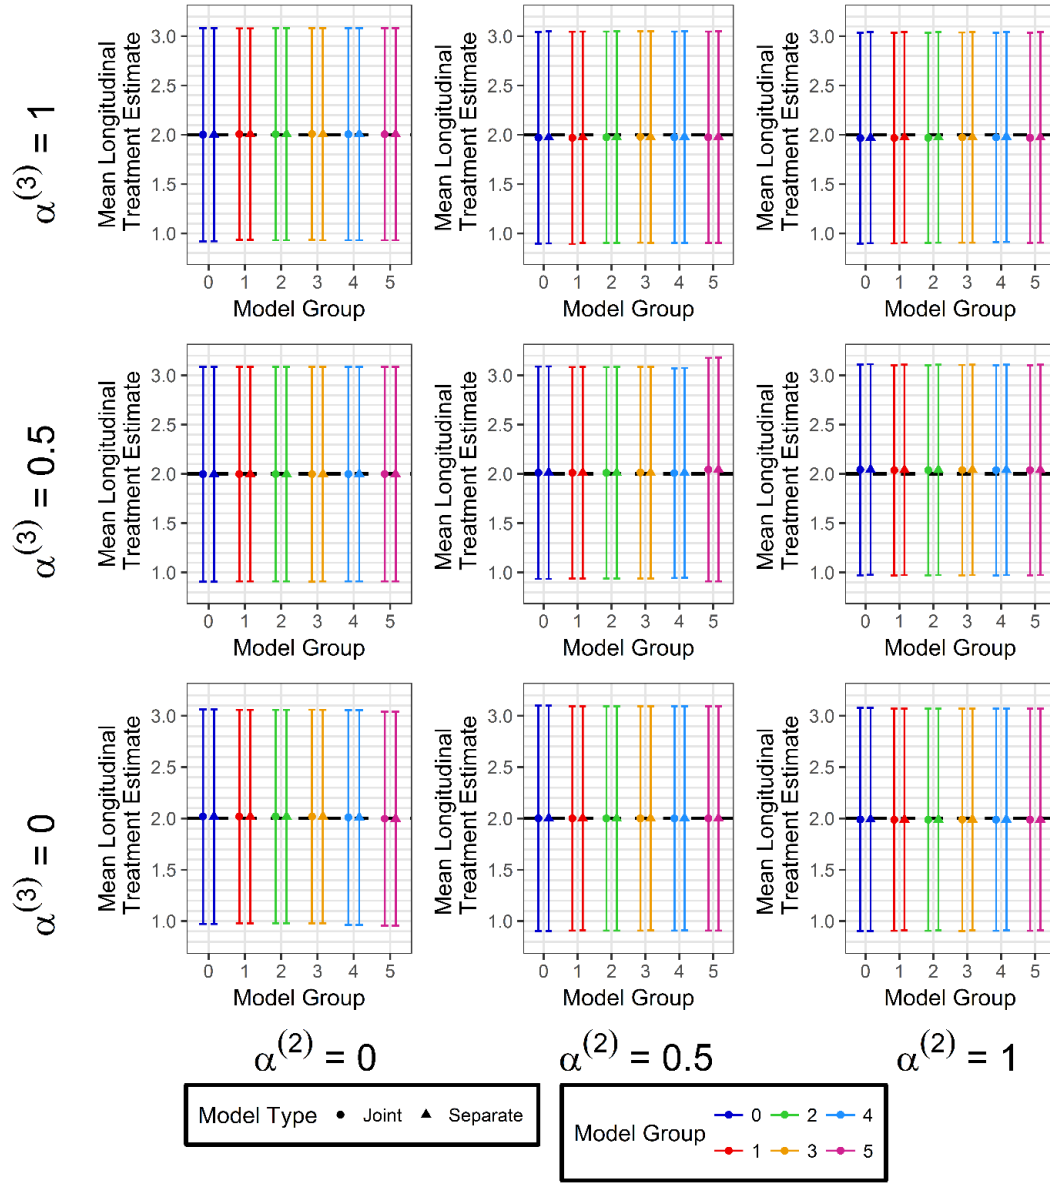 α(3) = 1
Mean Longitudinal
Treatment Estimate
3.0
2.5
2.0
1.5
1.0
0 1 2 3 4 5
Model Group
Mean Longitudinal
Treatment Estimate
3.0
2.5
2.0
1.5
1.0
0 1 2 3 4 5
Model Group
Mean Longitudinal
Treatment Estimate
3.0
2.5
2.0
1.5
1.0
0 1 2 3 4 5
Model Group
α(3) = 0.5
Mean Longitudinal
Treatment Estimate
3.0
2.5
2.0
1.5
1.0
0 1 2 3 4 5
Model Group
Mean Longitudinal
Treatment Estimate
3.0
2.5
2.0
1.5
1.0
0 1 2 3 4 5
Model Group
Mean Longitudinal
Treatment Estimate
3.0
2.5
2.0
1.5
1.0
0 1 2 3 4 5
Model Group
α(3) = 0
Mean Longitudinal
Treatment Estimate
3.0
2.5
2.0
1.5
1.0
0 1 2 3 4 5
Model Group
Mean Longitudinal
Treatment Estimate
3.0
2.5
2.0
1.5
1.0
0 1 2 3 4 5
Model Group
Mean Longitudinal
Treatment Estimate
3.0
2.5
2.0
1.5
1.0
0 1 2 3 4 5
Model Group
α(2) = 0
α(2) = 0.5
α(2) = 1
Model Type Joint Separate
Model Group
0 2 4
1 3 5